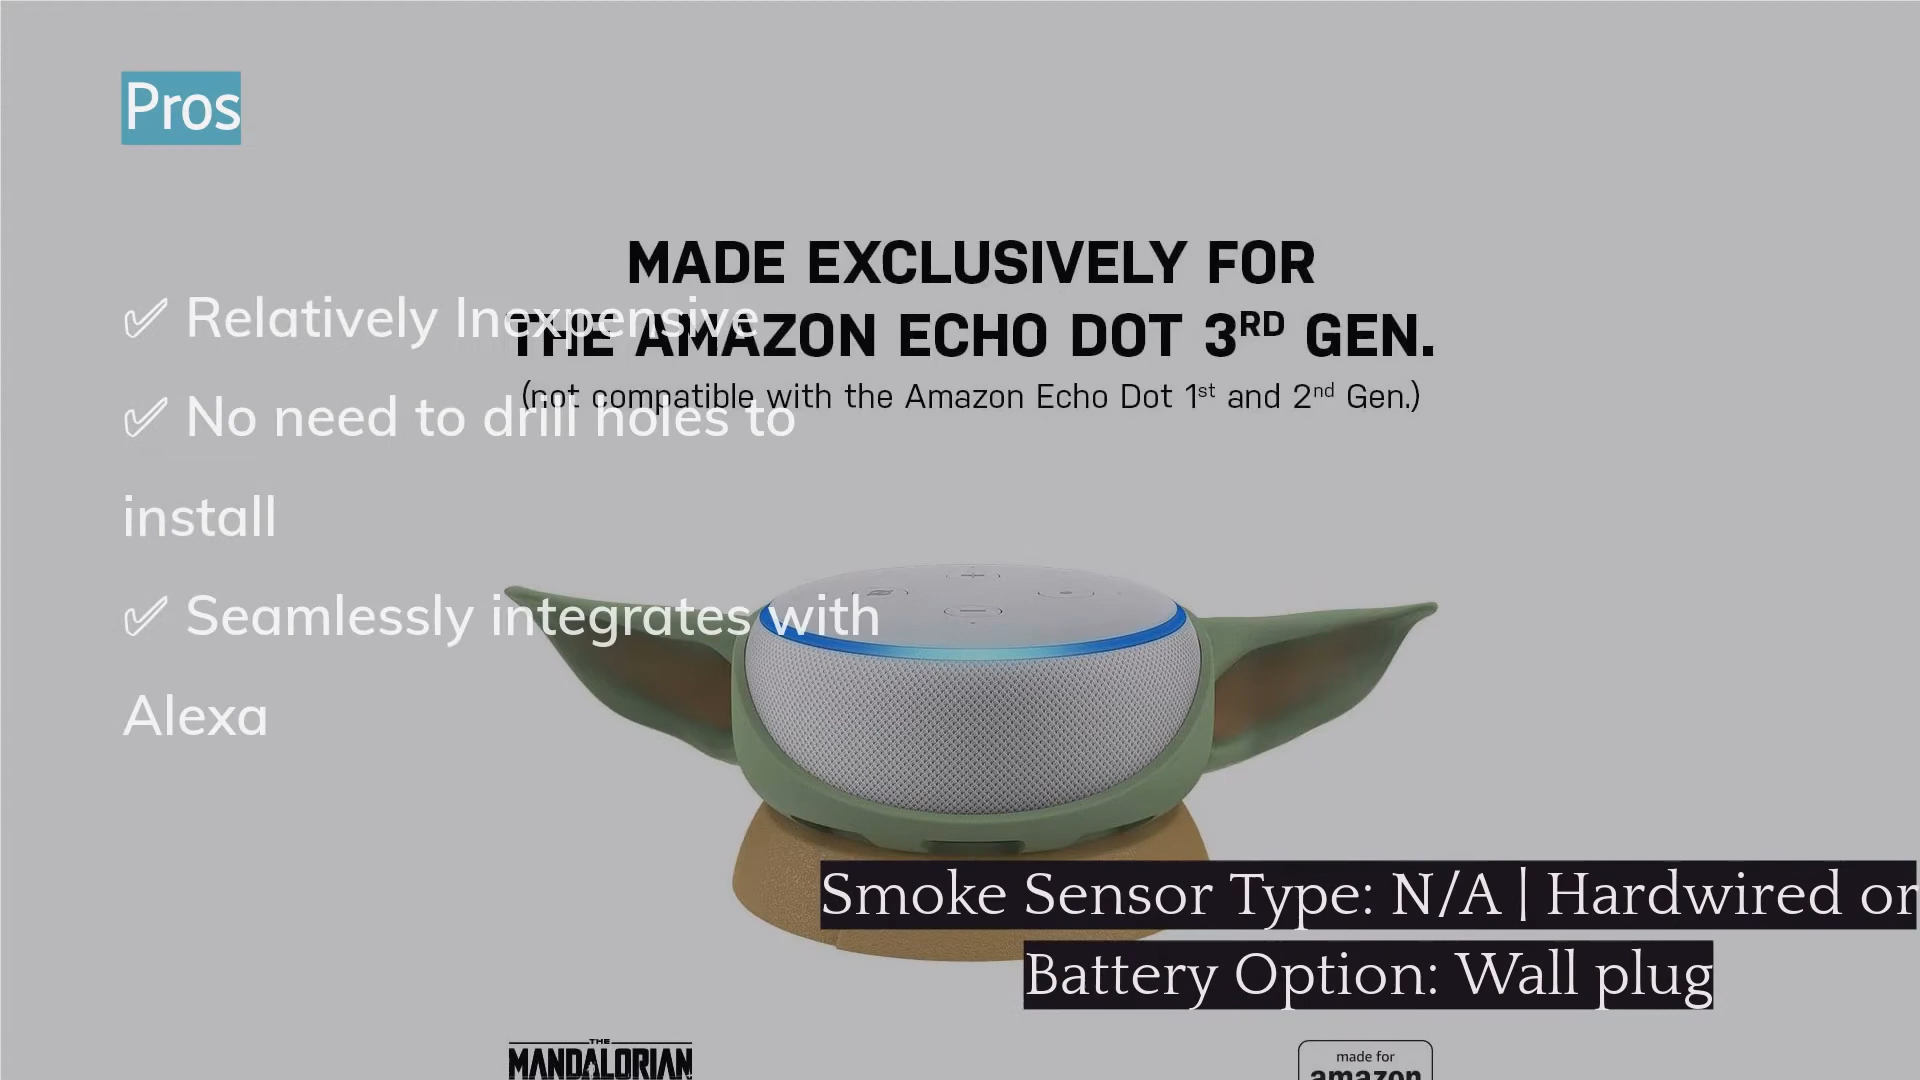 Pros
MADE EXCLUSIVELY FOR
THE AMAZON ECHO DOT 3RD GEN.
(not compatible with the Amazon Echo Dot 1st and 2nd Gen.)
✅ Relatively Inexpensive
✅ No need to drill holes to
install
✅ Seamlessly integrates with
Alexa
Smoke Sensor Type: N/A | Hardwired or
Battery Option: Wall plug
THE
MANDALORIAN
made for
amazon